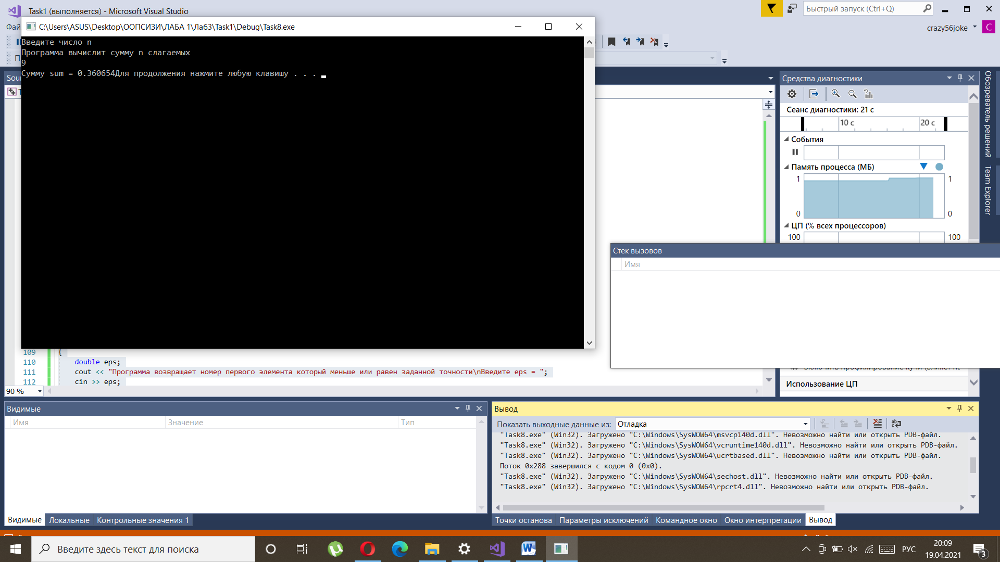 Task1 (выполняется) - Microsoft Visual Studio
Быстрый запуск (Ctrl+Q)
crazy56joke
C
C:\Users\ASUS\Desktop\ООПСИЗИ\ЛАБА 1\Лаб3\Task1\Debug\Task8.exe
Введите число n
Программа вычислит сумму n слагаемых
9
Сумму sum = 0.360654Для продолжения нажмите любую клавишу . . .
Средства диагностики
Сеанс диагностики: 21 с
10 с
20 с
События
Память процесса (МБ)
1
1
0
0
ЦП (% всех процессоров)
100
100
Обозреватель решений
Team Explorer
Стек вызовов
Имя
109 {
110 double eps;
111 cout << "Программа возвращает номер первого элемента который меньше или равен заданной точности\nВведите eps = ";
112 cin >> eps;
90 %
Использование ЦП
Видимые
Имя
Значение
Тип
Видимые
Локальные
Контрольные значения 1
Вывод
Показать выходные данные из:
Отладка
"Task8.exe" (Win32). Загружено "C:\Windows\SysWOW64\msvcp140d.dll". Невозможно найти или открыть PDB-файл.
"Task8.exe" (Win32). Загружено "C:\Windows\SysWOW64\vcruntime140d.dll". Невозможно найти или открыть PDB-файл.
"Task8.exe" (Win32). Загружено "C:\Windows\SysWOW64\ucrtbased.dll". Невозможно найти или открыть PDB-файл.
Поток 0x288 завершился с кодом 0 (0x0).
"Task8.exe" (Win32). Загружено "C:\Windows\SysWOW64\sechost.dll". Невозможно найти или открыть PDB-файл.
"Task8.exe" (Win32). Загружено "C:\Windows\SysWOW64\rpcrt4.dll". Невозможно найти или открыть PDB-файл.
Точки останова
Параметры исключений
Командное окно
Окно интерпретации
Вывод
Введите здесь текст для поиска
РУС
20:09
19.04.2021
3